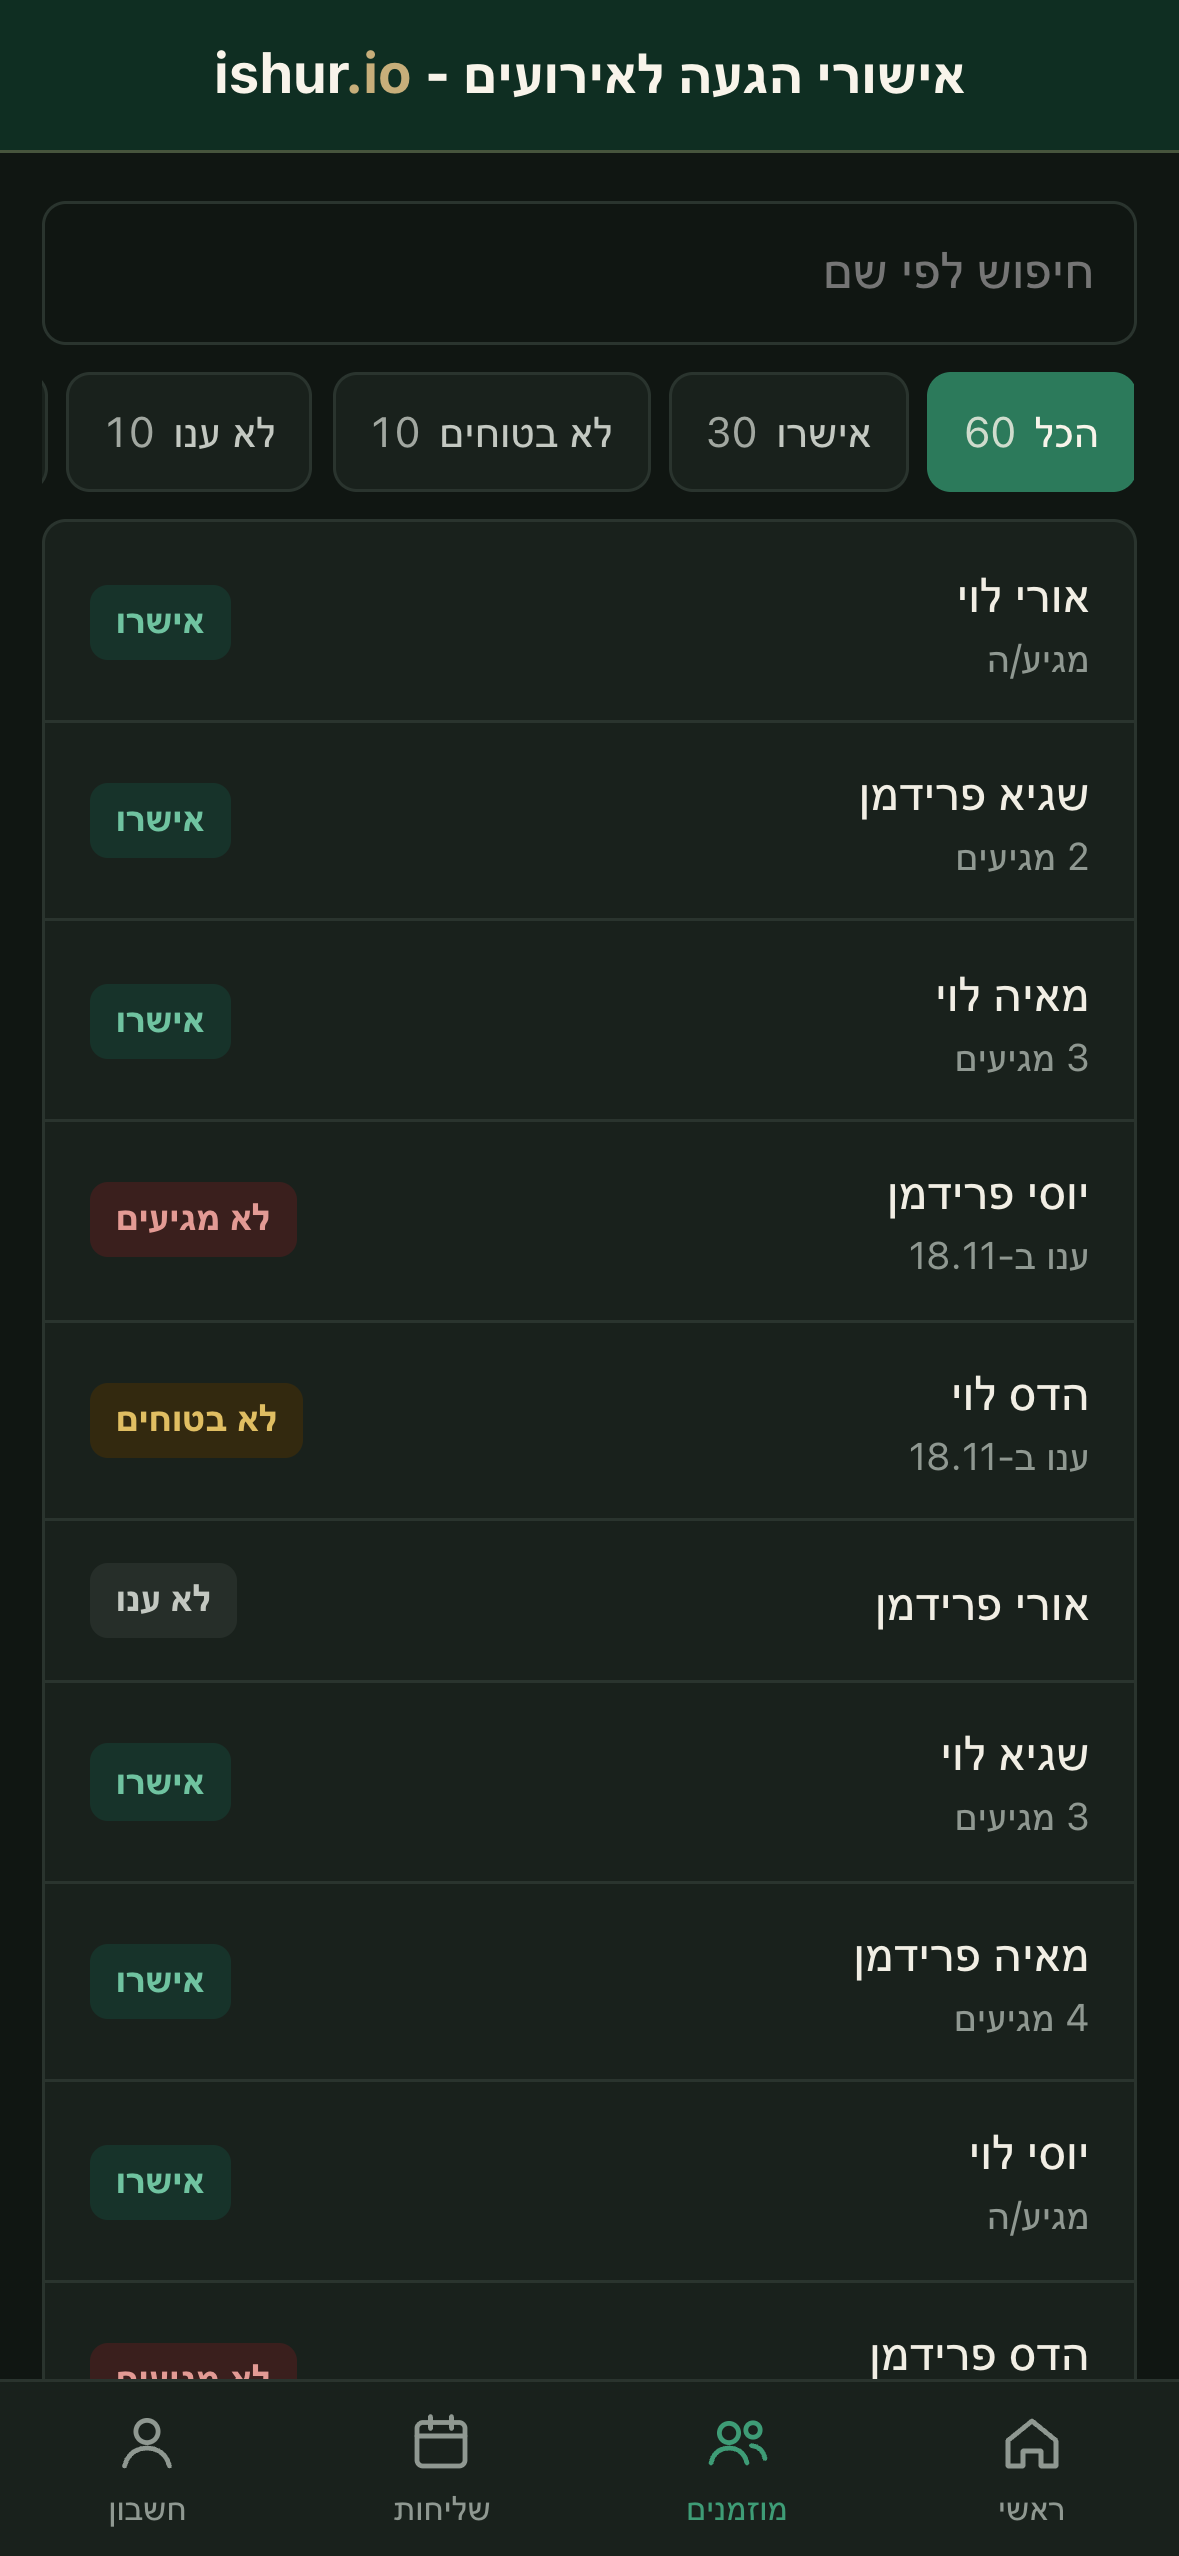 אישורי הגעה לאירועים - ishur.io
חיפוש לפי שם
הכל 60 אישרו 30 לא בטוחים 10 לא ענו 10
אורי לוי
מגיע/ה
אישרו
שגיא פרידמן
2 מגיעים
אישרו
מאיה לוי
3 מגיעים
אישרו
יוסי פרידמן
ענו ב-18.11
לא מגיעים
הדס לוי
ענו ב-18.11
לא בטוחים
אורי פרידמן
לא ענו
שגיא לוי
3 מגיעים
אישרו
מאיה פרידמן
4 מגיעים
אישרו
יוסי לוי
מגיע/ה
אישרו
הדס פרידמן
לא מגיעים
ראשי מוזמנים שליחות חשבון